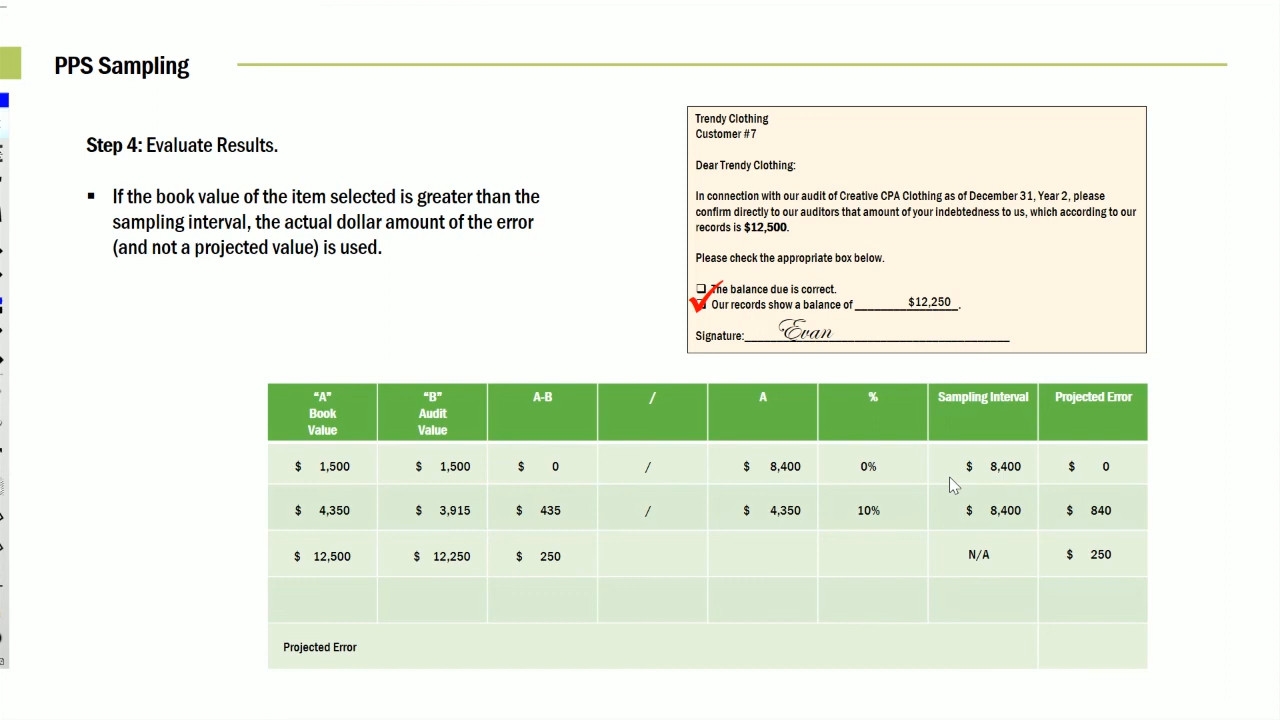 PPS Sampling
Step 4: Evaluate Results.
▪ If the book value of the item selected is greater than the
sampling interval, the actual dollar amount of the error
(and not a projected value) is used.
Trendy Clothing
Customer #7
Dear Trendy Clothing:
In connection with our audit of Creative CPA Clothing as of December 31, Year 2, please
confirm directly to our auditors that amount of your indebtedness to us, which according to our
records is $12,500.
Please check the appropriate box below.
❑ The balance due is correct.
Our records show a balance of $12,250.
Signature: Evan
"A" Book Value "B" Audit Value A-B / A % Sampling Interval Projected Error
$ 1,500 $ 1,500 $ 0 / $ 8,400 0% $ 8,400 $ 0
$ 4,350 $ 3,915 $ 435 / $ 4,350 10% $ 8,400 $ 840
$ 12,500 $ 12,250 $ 250 N/A $ 250
Projected Error